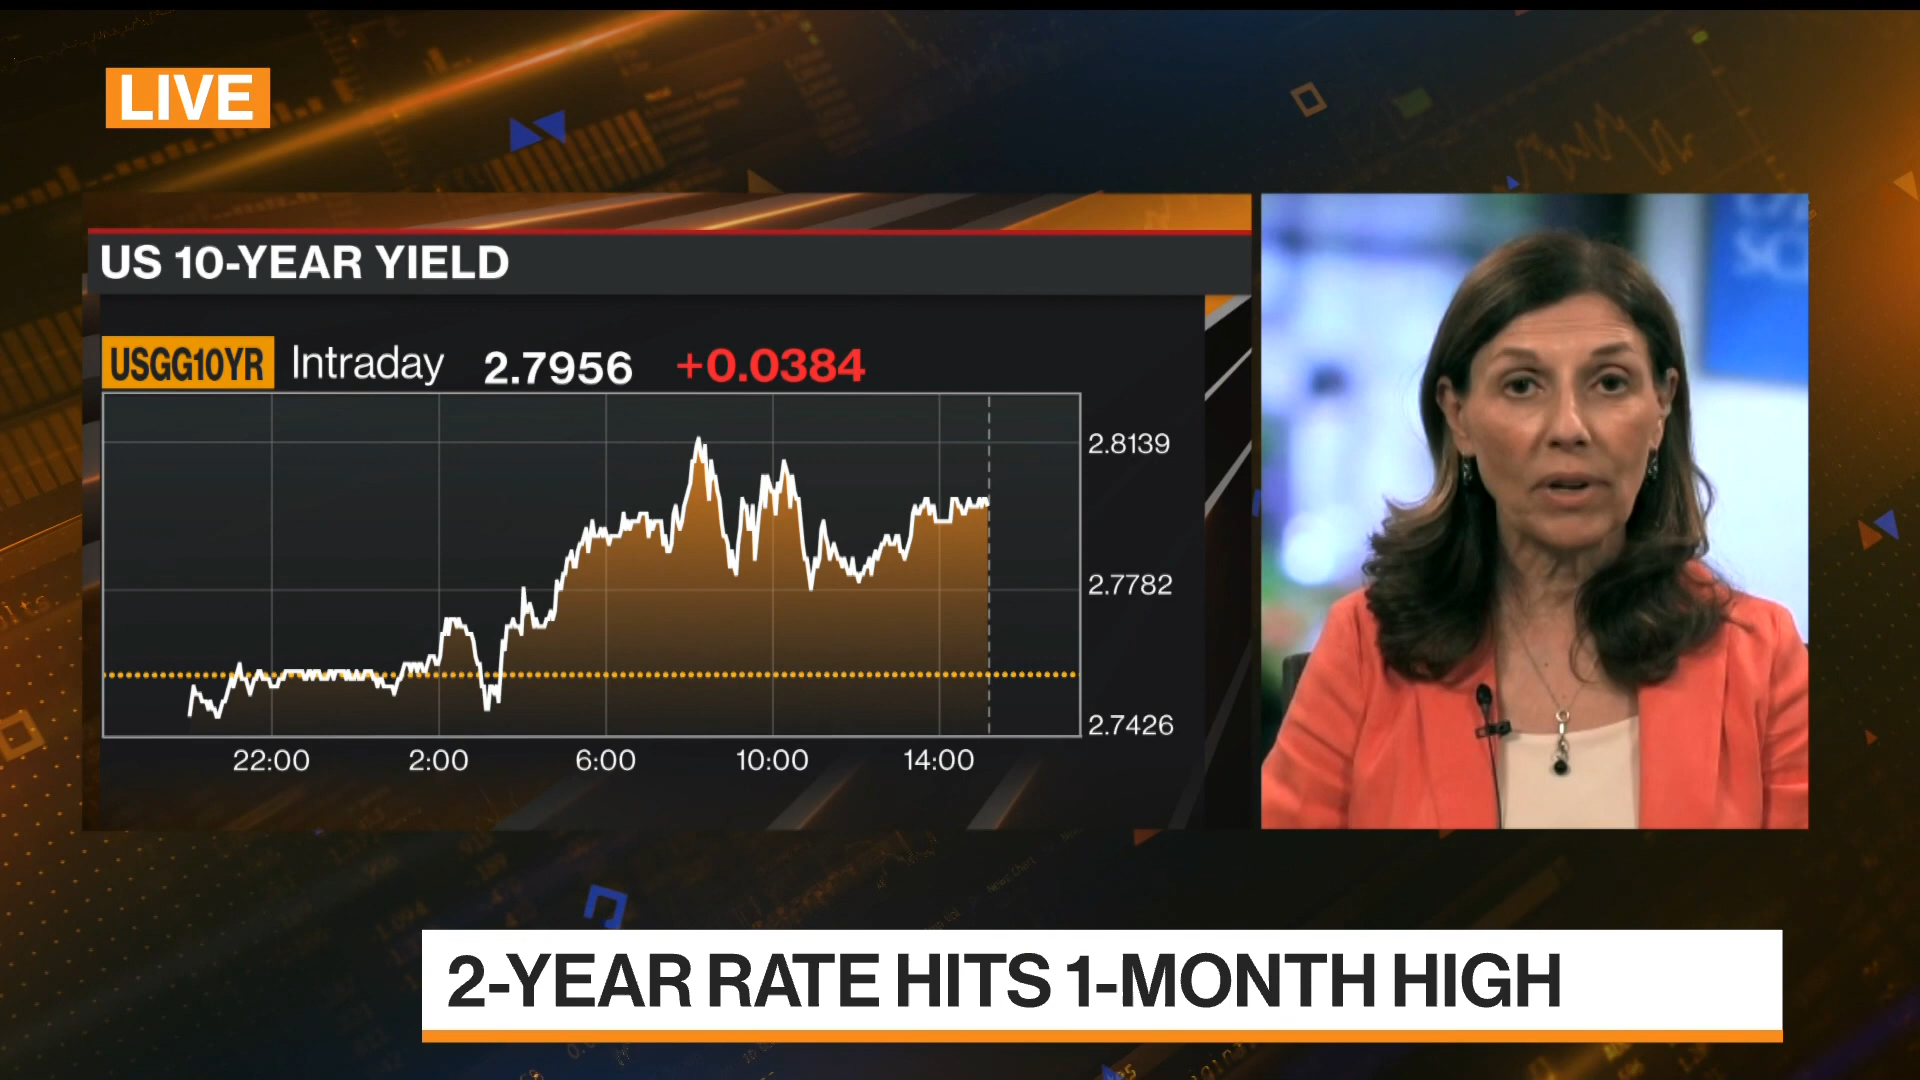 LIVE
US 10-YEAR YIELD
USGG10YR Intraday 2.7956 +0.0384
2.8139
2.7782
2.7426
22:00 2:00 6:00 10:00 14:00
2-YEAR RATE HITS 1-MONTH HIGH